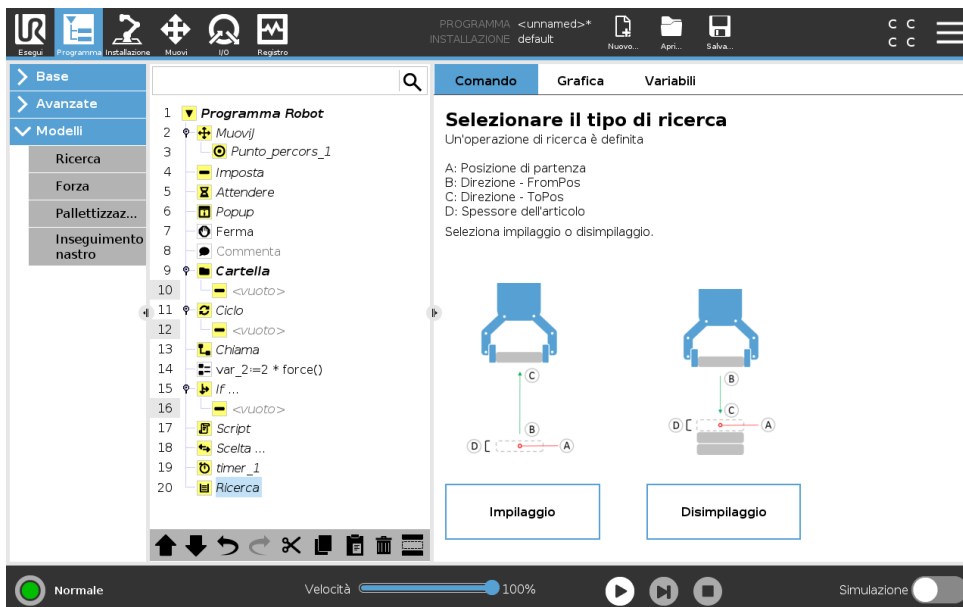 Esegui
Programma
Installazione
Muovi
I/O
Registro
PROGRAMMA <unnamed>*
INSTALLAZIONE default
Nuovo...
Apri...
Salva...
C C
C C
Base
Avanzate
Modelli
Ricerca
Forza
Pallettizzaz...
Inseguimento
nastro
1 Programma Robot
2 MuoviJ
3 Punto_percors_1
4 Imposta
5 Attendere
6 Popup
7 Ferma
8 Commenta
9 Cartella
10 <vuoto>
11 Ciclo
12 <vuoto>
13 Chiama
14 var_2:=2 * force()
15 If ...
16 <vuoto>
17 Script
18 Scelta ...
19 timer_1
20 Ricerca
Comando
Grafica
Variabili
Selezionare il tipo di ricerca
Un'operazione di ricerca è definita
A: Posizione di partenza
B: Direzione - FromPos
C: Direzione - ToPos
D: Spessore dell'articolo
Seleziona impilaggio o disimpilaggio.
C
B
D
A
B
C
D
A
Impilaggio
Disimpilaggio
Normale
Velocità
100%
Simulazione